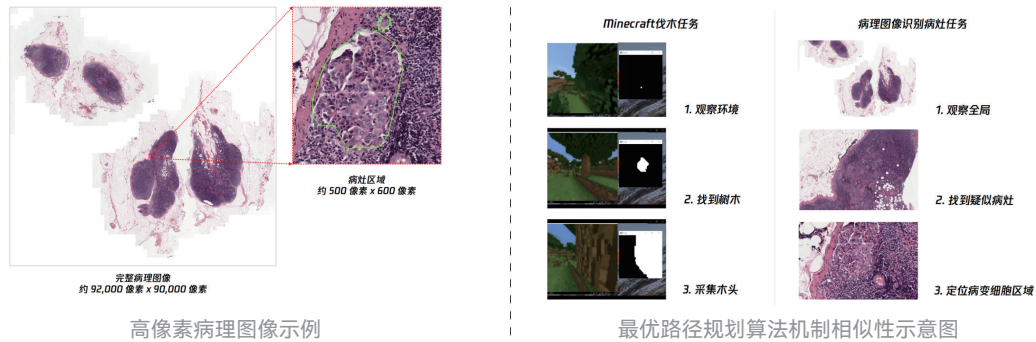 病灶区域
约 500 像素 x 600 像素
完整病理图像
约 92,000 像素 x 90,000 像素
高像素病理图像示例
Minecraft伐木任务
1. 观察环境
2. 找到树木
3. 采集木头
病理图像识别病灶任务
1. 观察全局
2. 找到疑似病灶
3. 定位病变细胞区域
最优路径规划算法机制相似性示意图